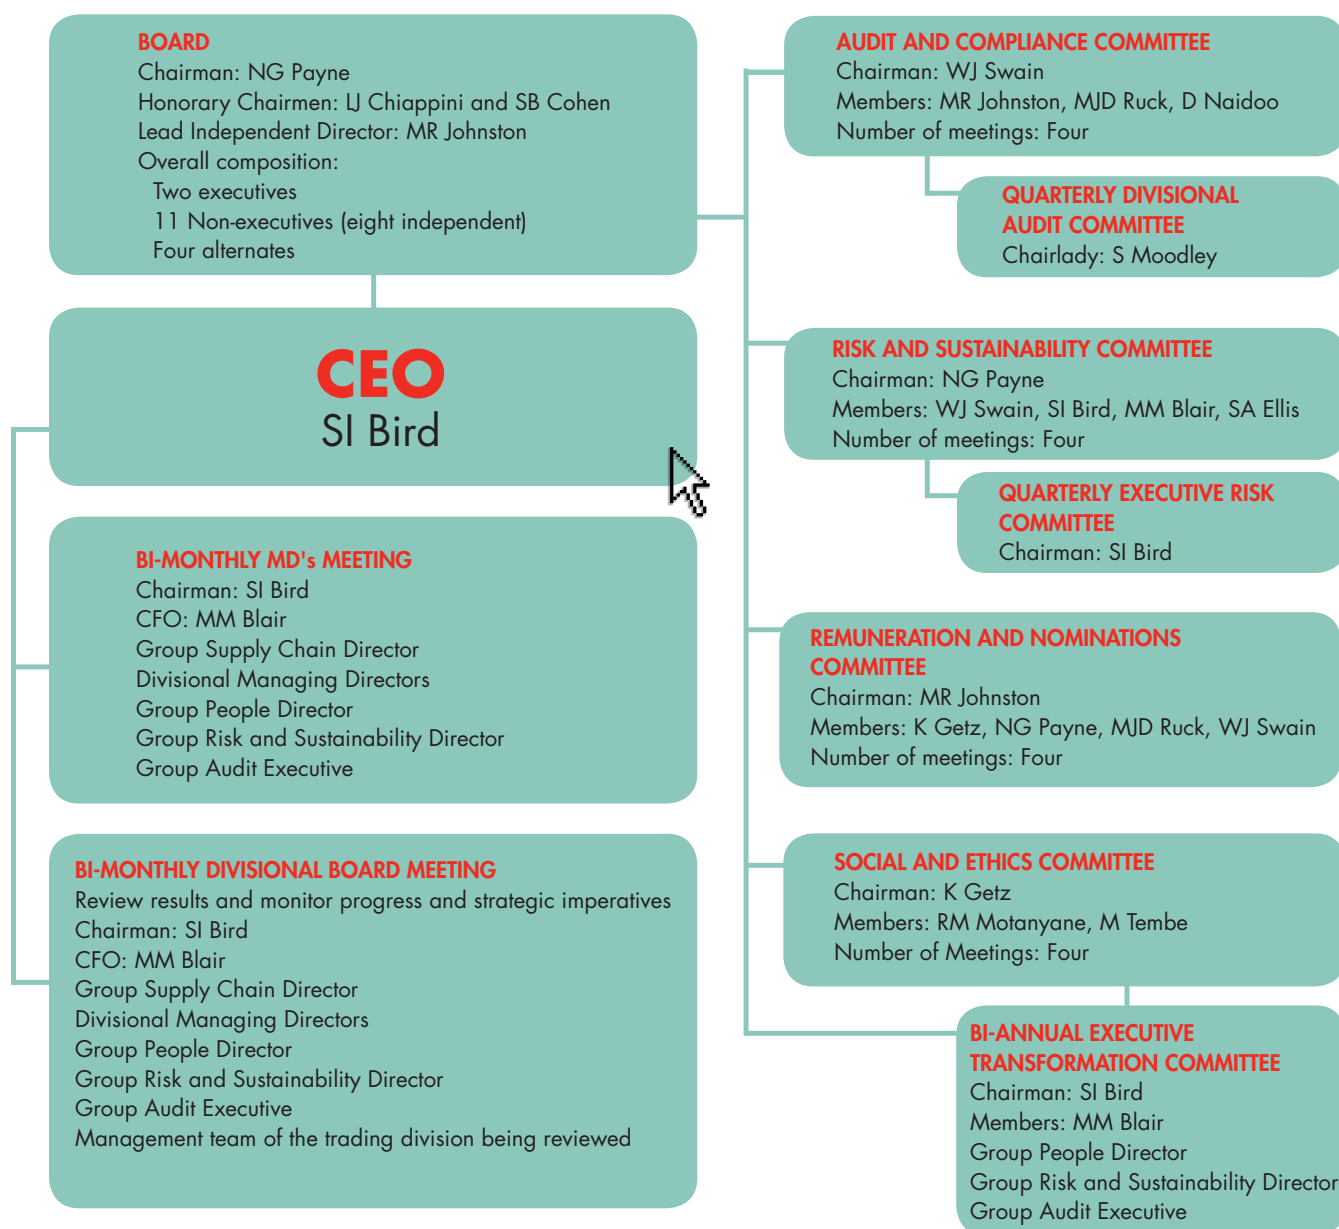 BOARD
Chairman: NG Payne
Honorary Chairmen: LJ Chiappini and SB Cohen
Lead Independent Director: MR Johnston
Overall composition:
Two executives
11 Non-executives (eight independent)
Four alternates
CEO
SI Bird
BI-MONTHLY MD's MEETING
Chairman: SI Bird
CFO: MM Blair
Group Supply Chain Director
Divisional Managing Directors
Group People Director
Group Risk and Sustainability Director
Group Audit Executive
BI-MONTHLY DIVISIONAL BOARD MEETING
Review results and monitor progress and strategic imperatives
Chairman: SI Bird
CFO: MM Blair
Group Supply Chain Director
Divisional Managing Directors
Group People Director
Group Risk and Sustainability Director
Group Audit Executive
Management team of the trading division being reviewed
AUDIT AND COMPLIANCE COMMITTEE
Chairman: WJ Swain
Members: MR Johnston, MJD Ruck, D Naidoo
Number of meetings: Four
QUARTERLY DIVISIONAL
AUDIT COMMITTEE
Chairlady: S Moodley
RISK AND SUSTAINABILITY COMMITTEE
Chairman: NG Payne
Members: WJ Swain, SI Bird, MM Blair, SA Ellis
Number of meetings: Four
QUARTERLY EXECUTIVE RISK
COMMITTEE
Chairman: SI Bird
REMUNERATION AND NOMINATIONS
COMMITTEE
Chairman: MR Johnston
Members: K Getz, NG Payne, MJD Ruck, WJ Swain
Number of meetings: Four
SOCIAL AND ETHICS COMMITTEE
Chairman: K Getz
Members: RM Motanyane, M Tembe
Number of Meetings: Four
BI-ANNUAL EXECUTIVE
TRANSFORMATION COMMITTEE
Chairman: SI Bird
Members: MM Blair
Group People Director
Group Risk and Sustainability Director
Group Audit Executive